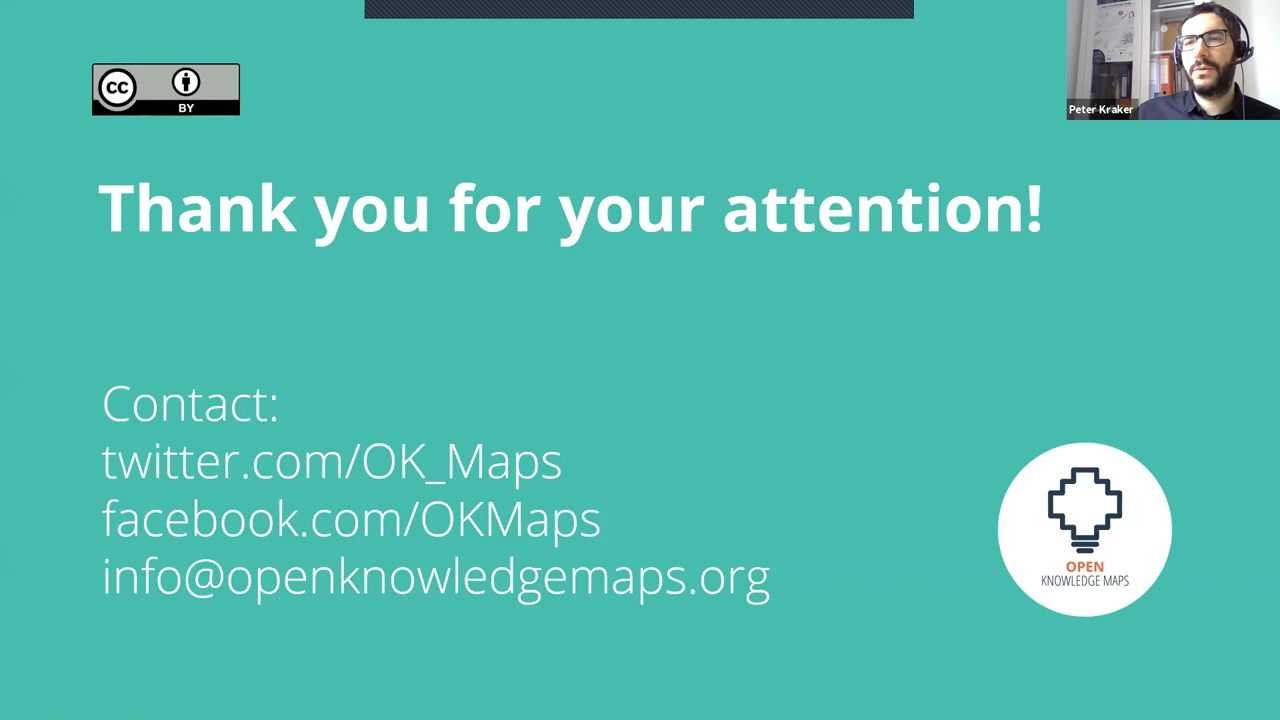 CC
BY
Peter Kraker
Thank you for your attention!
Contact:
twitter.com/OK_Maps
facebook.com/OKMaps
info@openknowledgemaps.org
OPEN
KNOWLEDGE MAPS